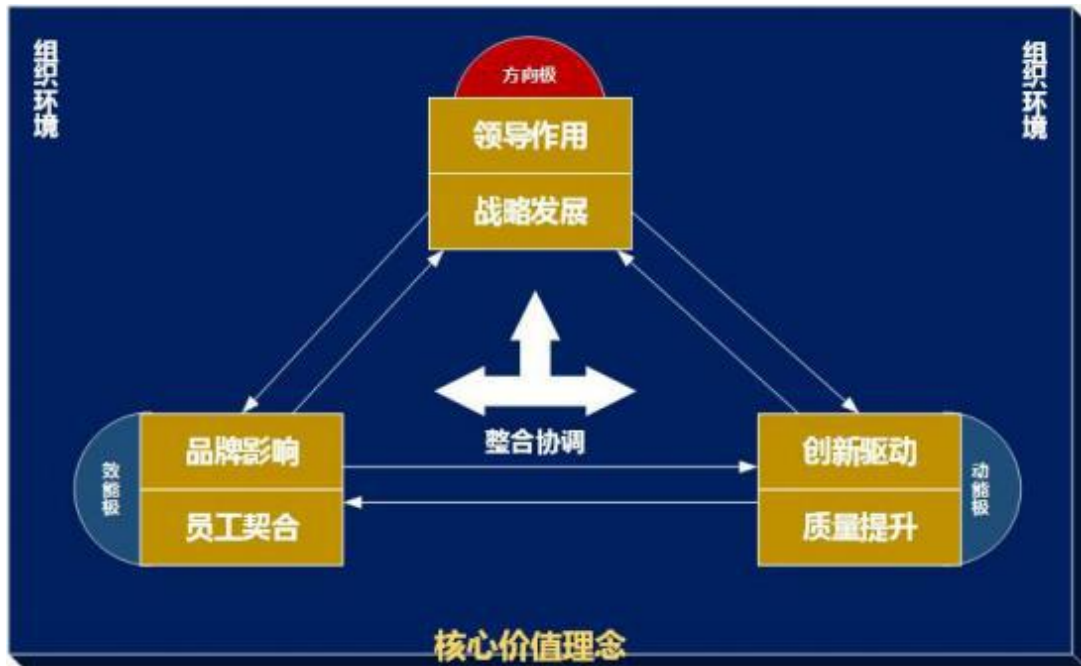 组织环境
组织环境
方向极
领导作用
战略发展
整合协调
效能极
品牌影响
员工契合
创新驱动
质量提升
动能极
核心价值理念